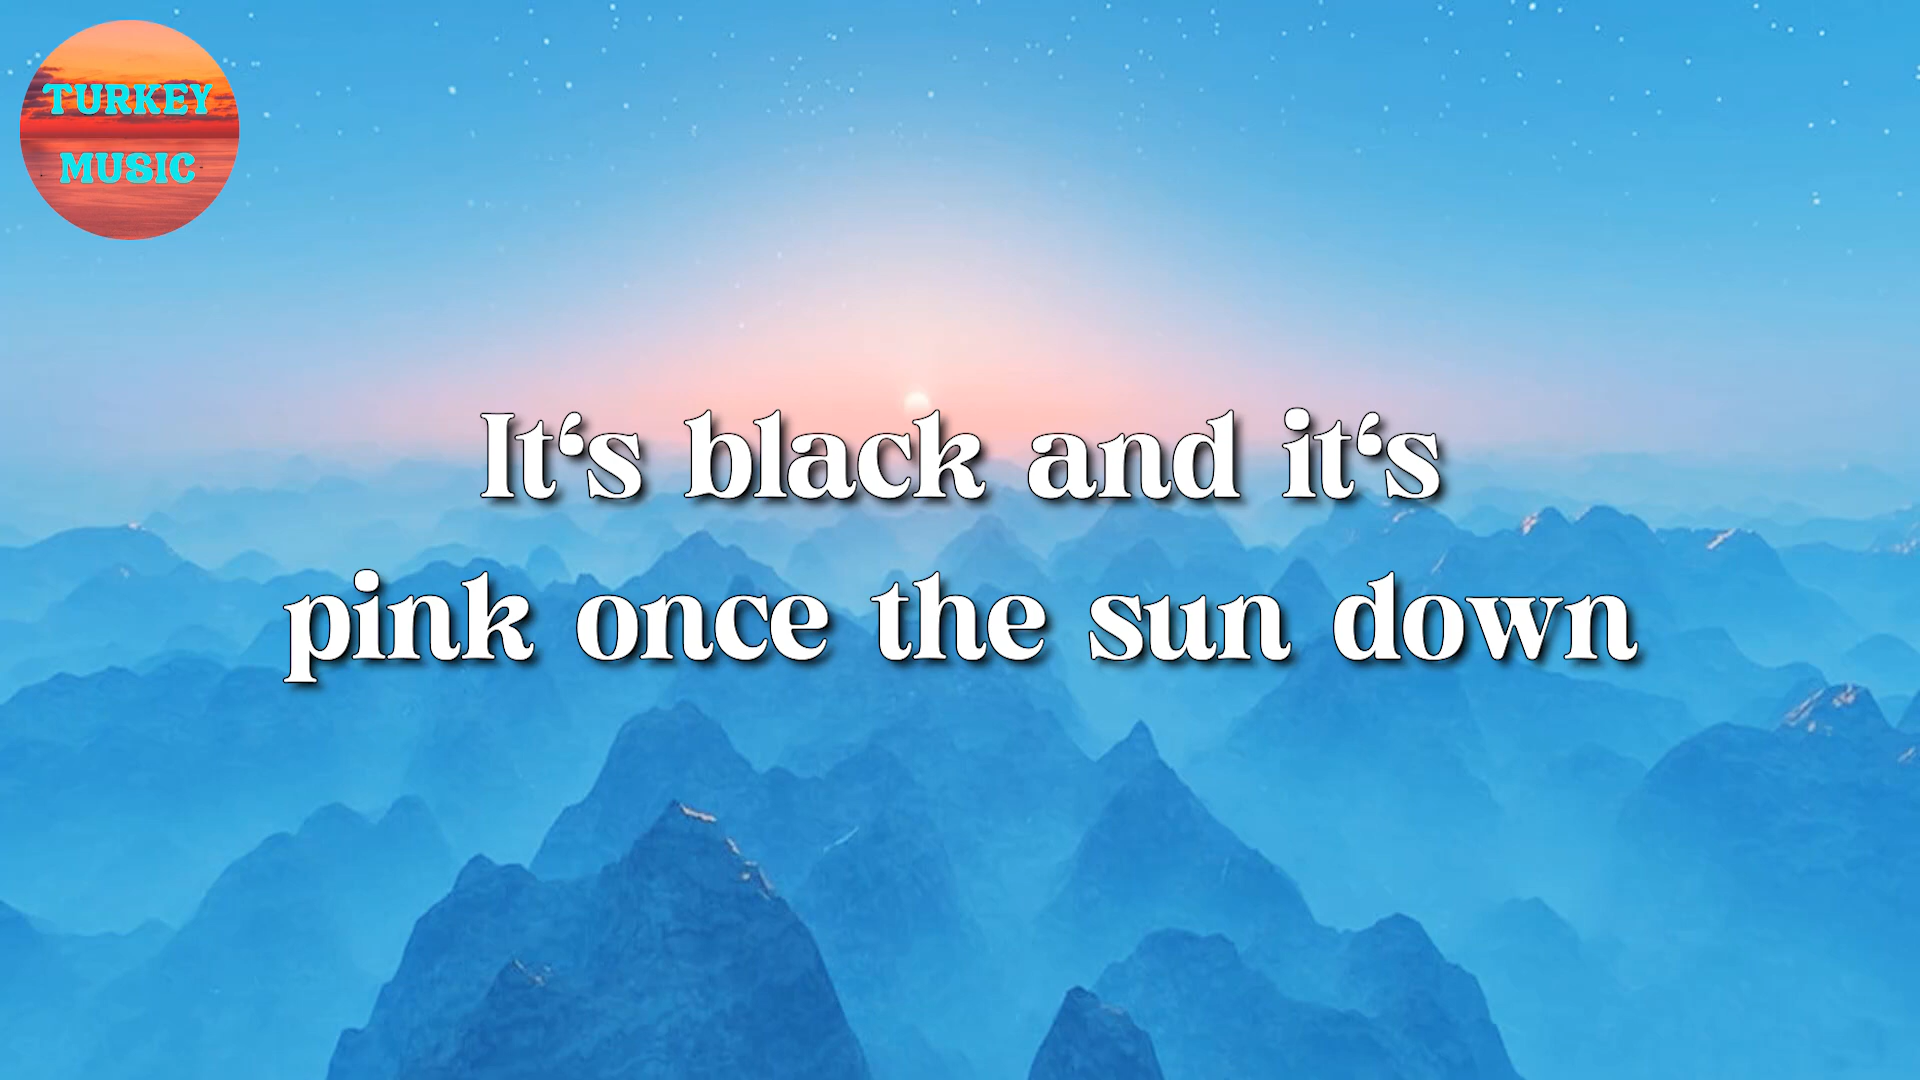 TURKEY
MUSIC
It‘s black and it‘s
pink once the sun down